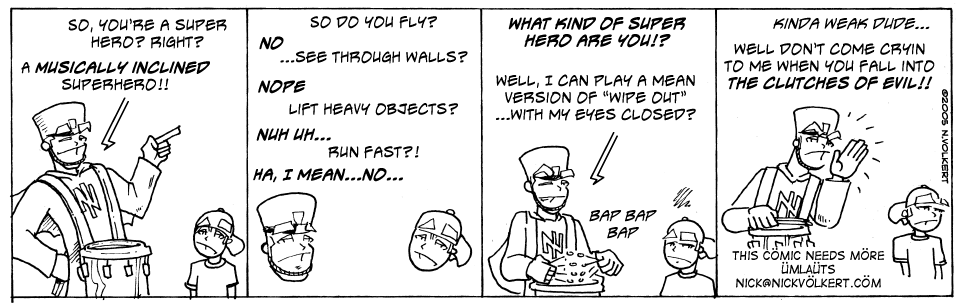 SO, YOU'RE A SUPER
HERO? RIGHT?
A MUSICALLY INCLINED
SUPERHERO!!
SO DO YOU FLY?
NO
...SEE THROUGH WALLS?
NOPE
LIFT HEAVY OBJECTS?
NUH UH...
RUN FAST?!
HA, I MEAN...NO...
WHAT KIND OF SUPER
HERO ARE YOU!?
WELL, I CAN PLAY A MEAN
VERSION OF "WIPE OUT"
...WITH MY EYES CLOSED?
BAP BAP
BAP
KINDA WEAK DUDE...
WELL DON'T COME CRYIN
TO ME WHEN YOU FALL INTO
THE CLUTCHES OF EVIL!!
©2005 N.VOLKERT
THIS CÖMIC NEEDS MÖRE
ÜMLAÜTS
NICK@NICKVÖLKERT.CÖM